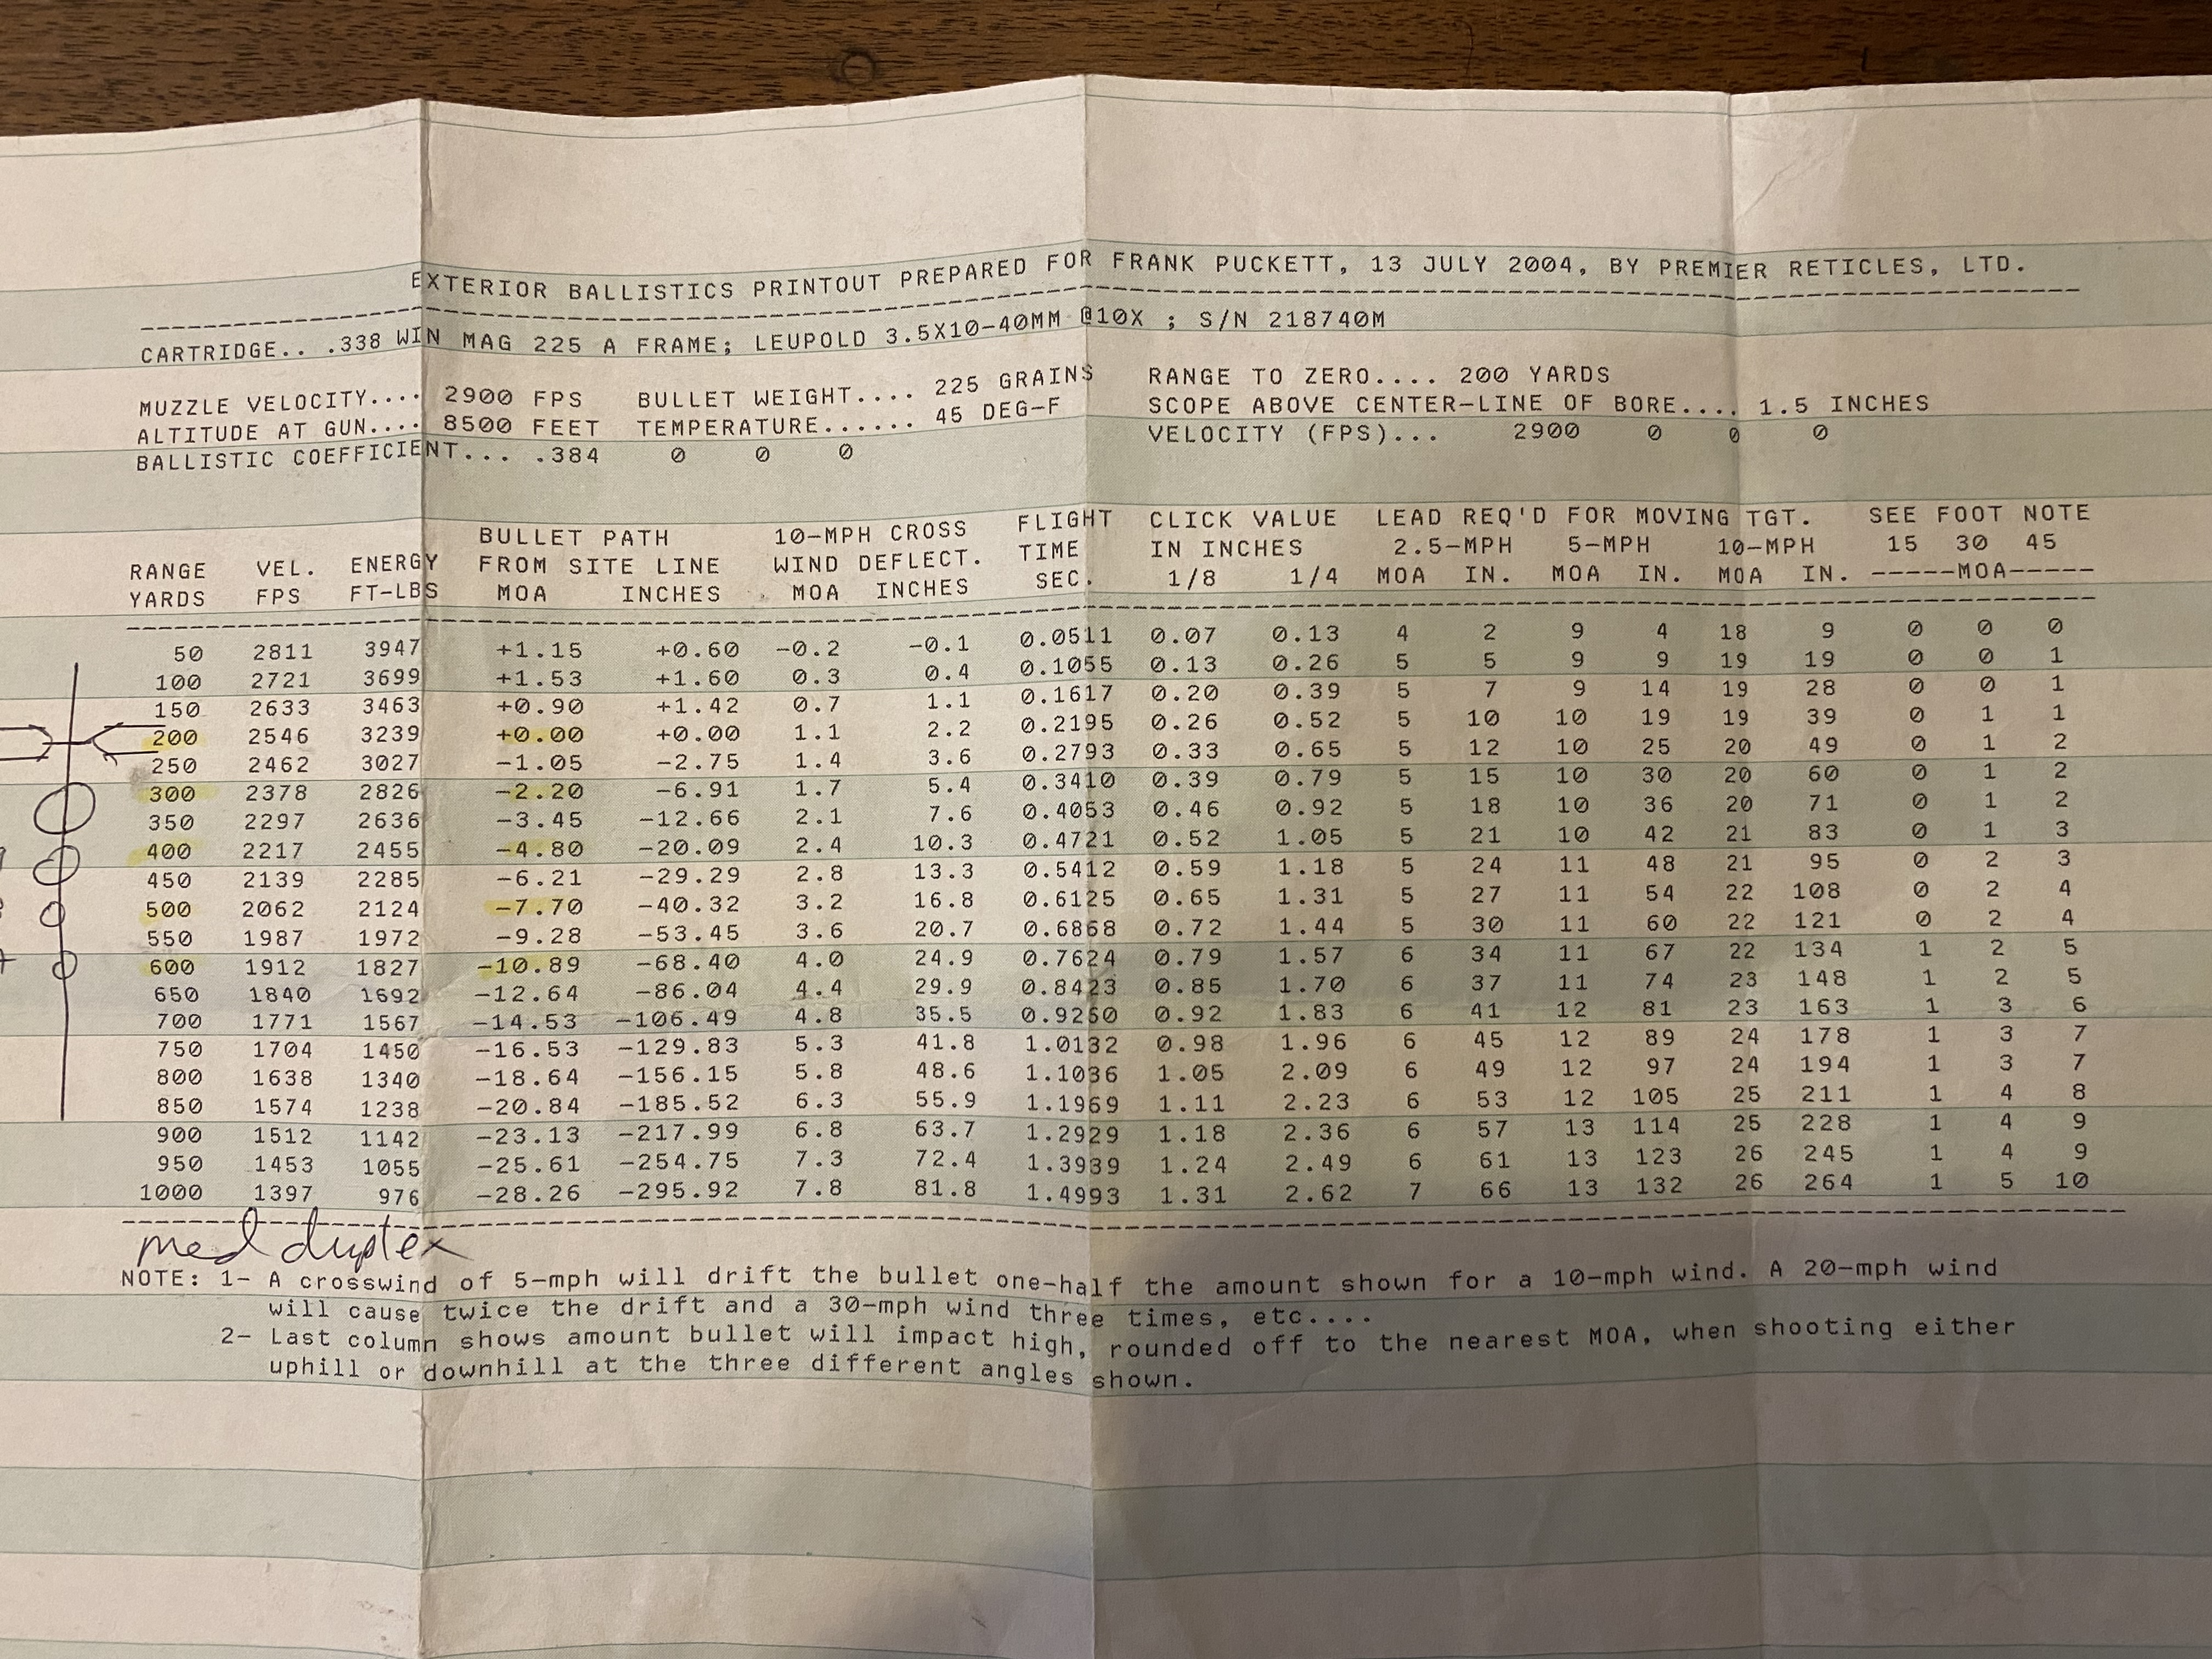 EXTERIOR BALLISTICS PRINTOUT PREPARED FOR FRANK PUCKETT, 13 JULY 2004, BY PREMIER RETICLES, LTD.
CARTRIDGE.. .338 WIN MAG 225 A FRAME; LEUPOLD 3.5X10-40MM @10X ; S/N 218740M
MUZZLE VELOCITY.... 2900 FPS BULLET WEIGHT.... 225 GRAINS RANGE TO ZERO.... 200 YARDS
ALTITUDE AT GUN.... 8500 FEET TEMPERATURE...... 45 DEG-F SCOPE ABOVE CENTER-LINE OF BORE.... 1.5 INCHES
BALLISTIC COEFFICIENT... .384 0 0 0 VELOCITY (FPS)... 2900 0 0 0
BULLET PATH 10-MPH CROSS FLIGHT CLICK VALUE LEAD REQ'D FOR MOVING TGT. SEE FOOT NOTE
RANGE VEL. ENERGY FROM SITE LINE WIND DEFLECT. TIME IN INCHES 2.5-MPH 5-MPH 10-MPH 15 30 45
YARDS FPS FT-LBS MOA INCHES MOA INCHES SEC. 1/8 1/4 MOA IN. MOA IN. MOA IN. -----MOA-----
50 2811 3947 +1.15 +0.60 -0.2 -0.1 0.0511 0.07 0.13 4 2 9 4 18 9 0 0 0
100 2721 3699 +1.53 +1.60 0.3 0.4 0.1055 0.13 0.26 5 5 9 9 19 19 0 0 1
150 2633 3463 +0.90 +1.42 0.7 1.1 0.1617 0.20 0.39 5 7 9 14 19 28 0 0 1
200 2546 3239 +0.00 +0.00 1.1 2.2 0.2195 0.26 0.52 5 10 10 19 19 39 0 1 1
250 2462 3027 -1.05 -2.75 1.4 3.6 0.2793 0.33 0.65 5 12 10 25 20 49 0 1 2
300 2378 2826 -2.20 -6.91 1.7 5.4 0.3410 0.39 0.79 5 15 10 30 20 60 0 1 2
350 2297 2636 -3.45 -12.66 2.1 7.6 0.4053 0.46 0.92 5 18 10 36 20 71 0 1 2
400 2217 2455 -4.80 -20.09 2.4 10.3 0.4721 0.52 1.05 5 21 10 42 21 83 0 1 3
450 2139 2285 -6.21 -29.29 2.8 13.3 0.5412 0.59 1.18 5 24 11 48 21 95 0 2 3
500 2062 2124 -7.70 -40.32 3.2 16.8 0.6125 0.65 1.31 5 27 11 54 22 108 0 2 4
550 1987 1972 -9.28 -53.45 3.6 20.7 0.6868 0.72 1.44 5 30 11 60 22 121 0 2 4
600 1912 1827 -10.89 -68.40 4.0 24.9 0.7624 0.79 1.57 6 34 11 67 22 134 1 2 5
650 1840 1692 -12.64 -86.04 4.4 29.9 0.8423 0.85 1.70 6 37 11 74 23 148 1 2 5
700 1771 1567 -14.53 -106.49 4.8 35.5 0.9260 0.92 1.83 6 41 12 81 23 163 1 3 6
750 1704 1450 -16.53 -129.83 5.3 41.8 1.0132 0.98 1.96 6 45 12 89 24 178 1 3 7
800 1638 1340 -18.64 -156.15 5.8 48.6 1.1036 1.05 2.09 6 49 12 97 24 194 1 3 7
850 1574 1238 -20.84 -185.52 6.3 55.9 1.1969 1.11 2.23 6 53 12 105 25 211 1 4 8
900 1512 1142 -23.13 -217.99 6.8 63.7 1.2929 1.18 2.36 6 57 13 114 25 228 1 4 9
950 1453 1055 -25.61 -254.75 7.3 72.4 1.3939 1.24 2.49 6 61 13 123 26 245 1 4 9
1000 1397 976 -28.26 -295.92 7.8 81.8 1.4993 1.31 2.62 7 66 13 132 26 264 1 5 10
med duplex
NOTE: 1- A crosswind of 5-mph will drift the bullet one-half the amount shown for a 10-mph wind. A 20-mph wind
will cause twice the drift and a 30-mph wind three times, etc....
2- Last column shows amount bullet will impact high, rounded off to the nearest MOA, when shooting either
uphill or downhill at the three different angles shown.